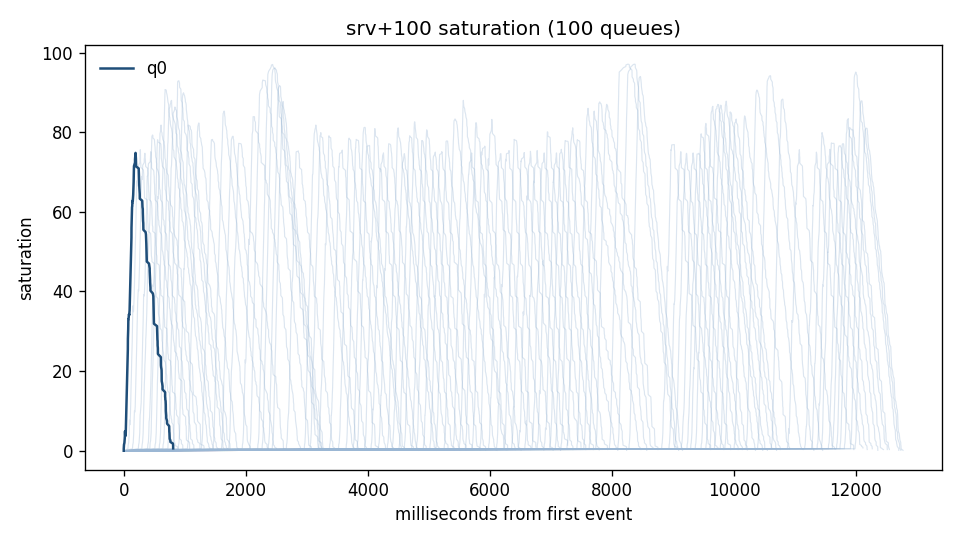 srv+100 saturation (100 queues)
q0
100
80
60
40
20
0
saturation
0 2000 4000 6000 8000 10000 12000
milliseconds from first event